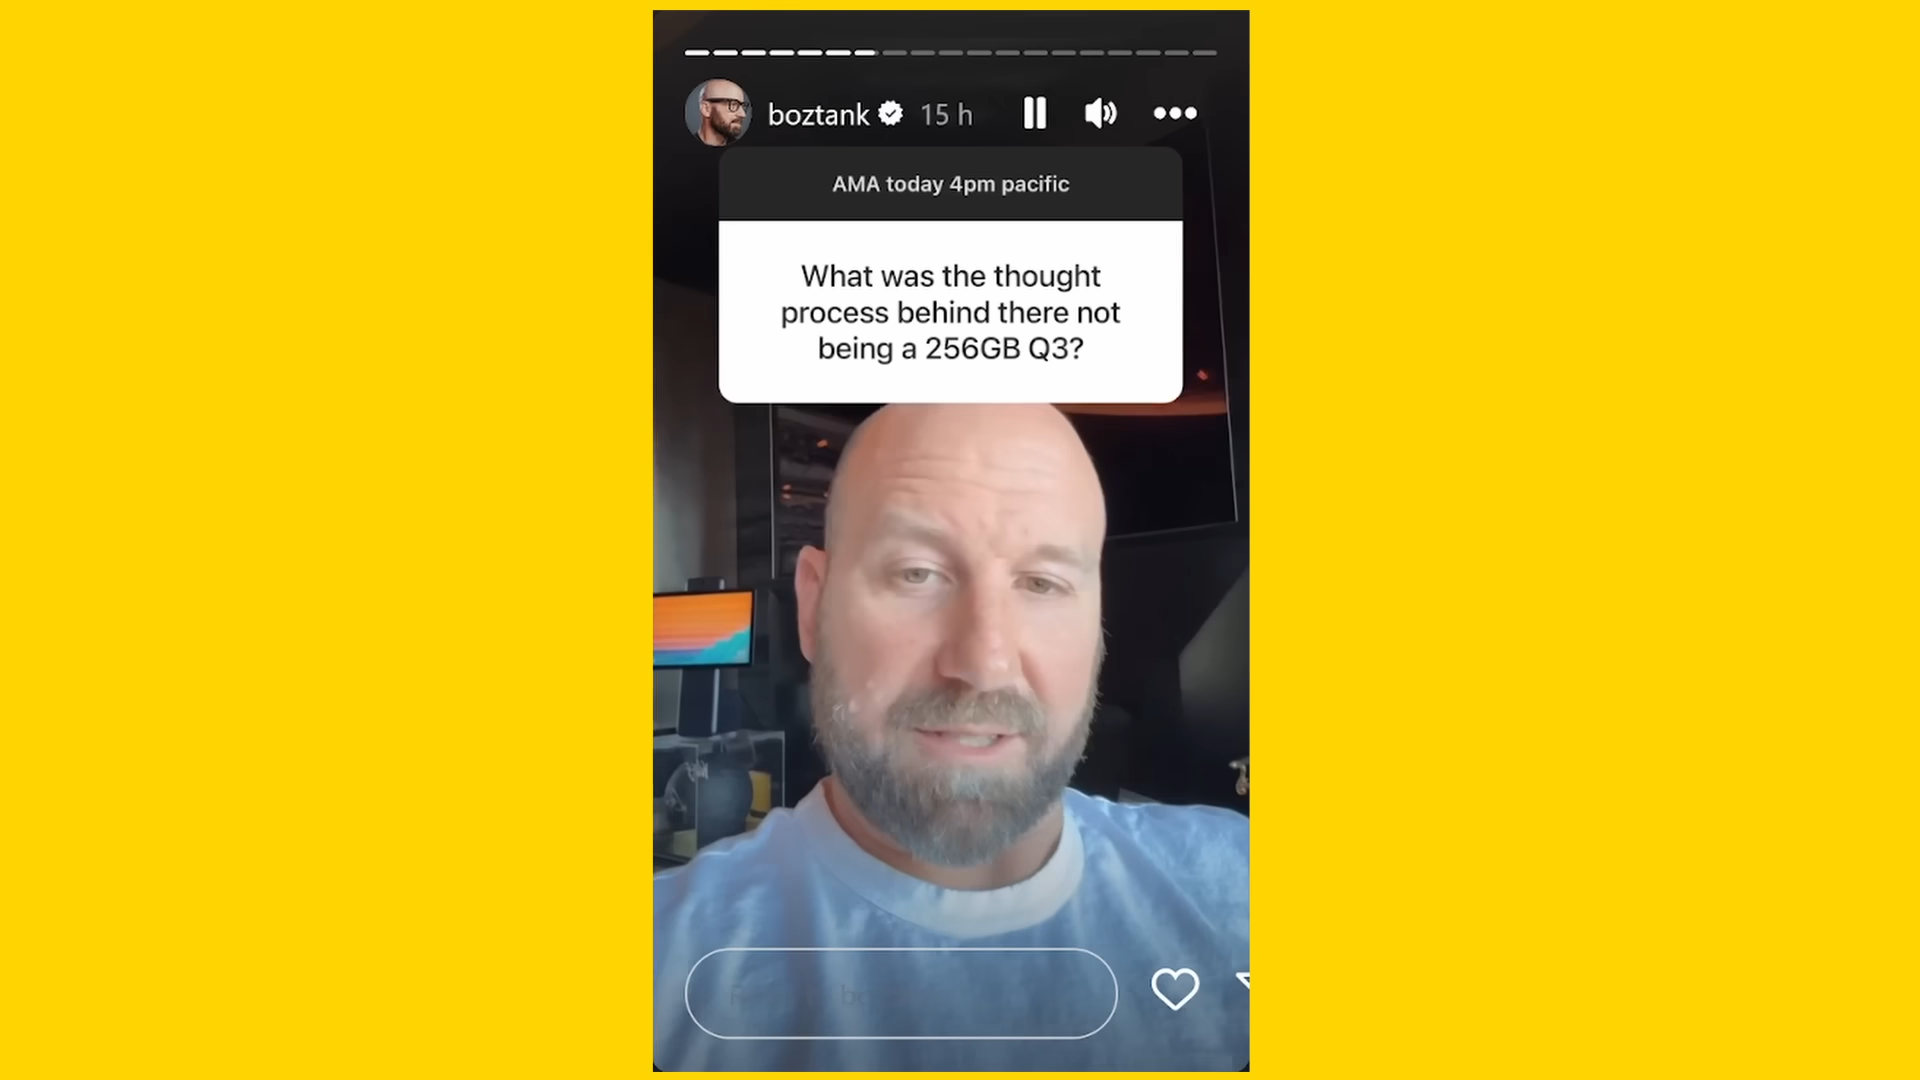 boztank 15 h
AMA today 4pm pacific
What was the thought
process behind there not
being a 256GB Q3?